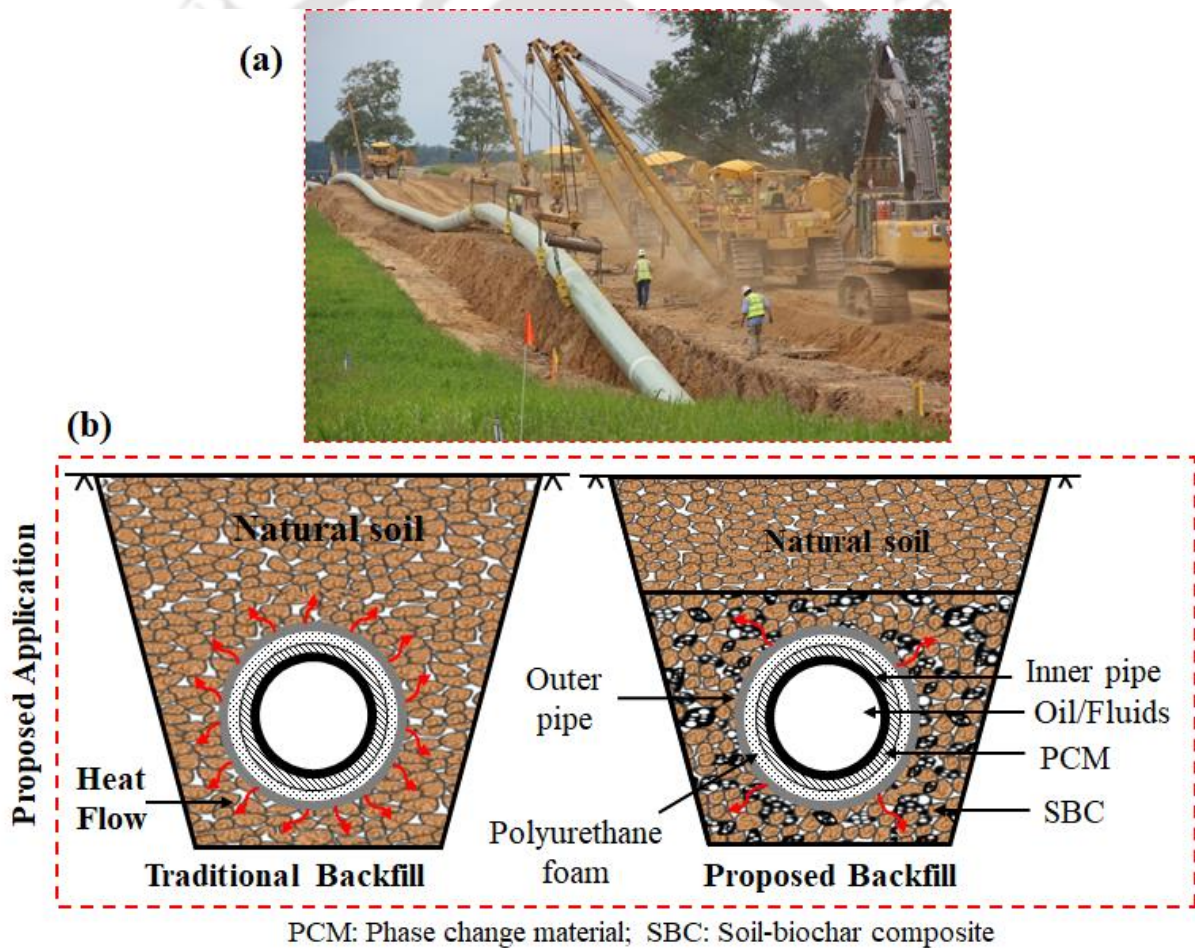 (a)
(b)
Proposed Application
Natural soil
Natural soil
Outer
pipe
Inner pipe
Oil/Fluids
PCM
SBC
Heat
Flow
Polyurethane
foam
Traditional Backfill
Proposed Backfill
PCM: Phase change material; SBC: Soil-biochar composite